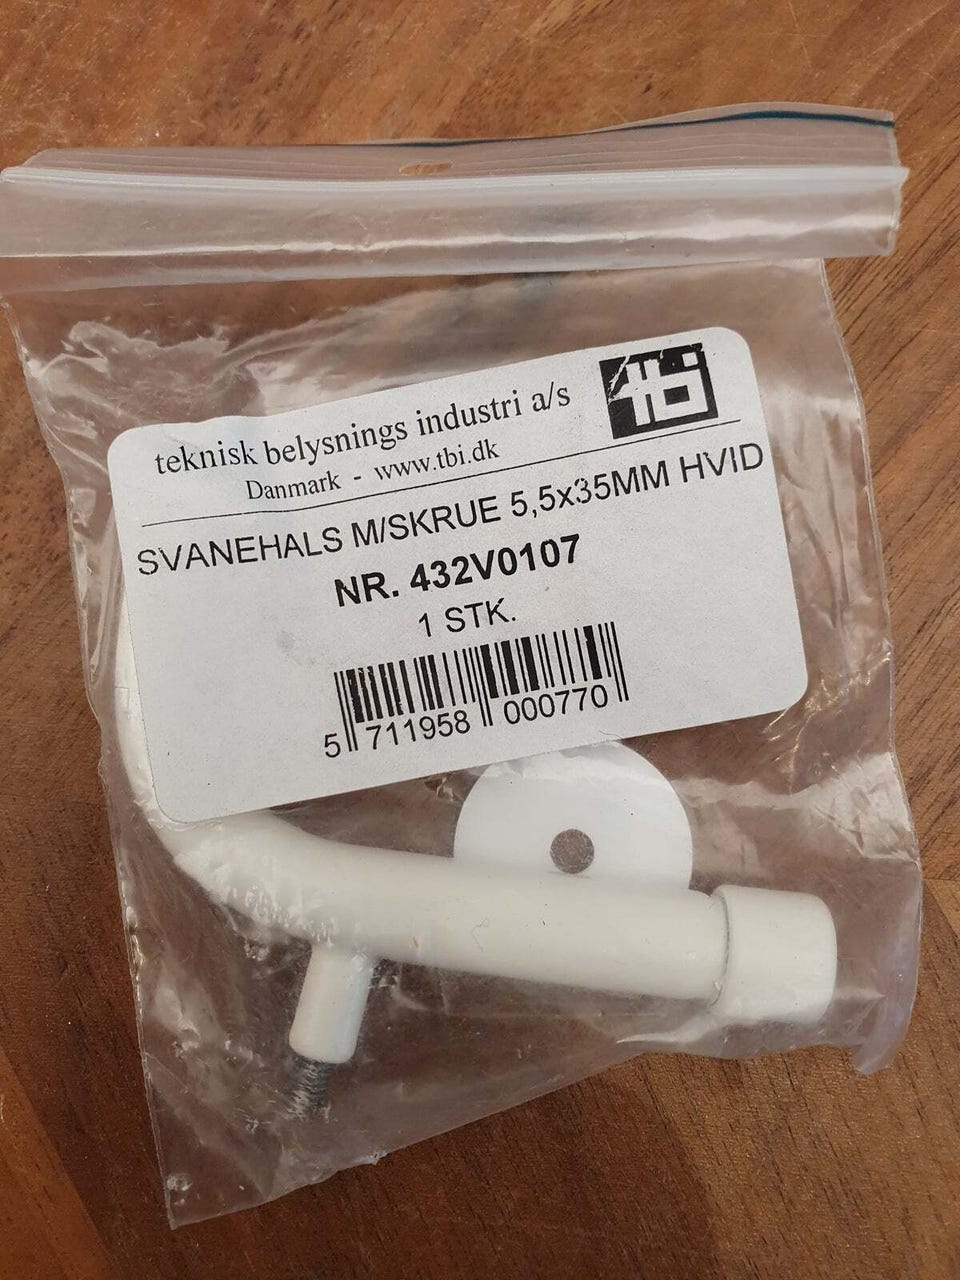 teknisk belysnings industri a/s
tbi
Danmark - www.tbi.dk
SVANEHALS M/SKRUE 5,5x35MM HVID
NR. 432V0107
1 STK.
5 711958 000770